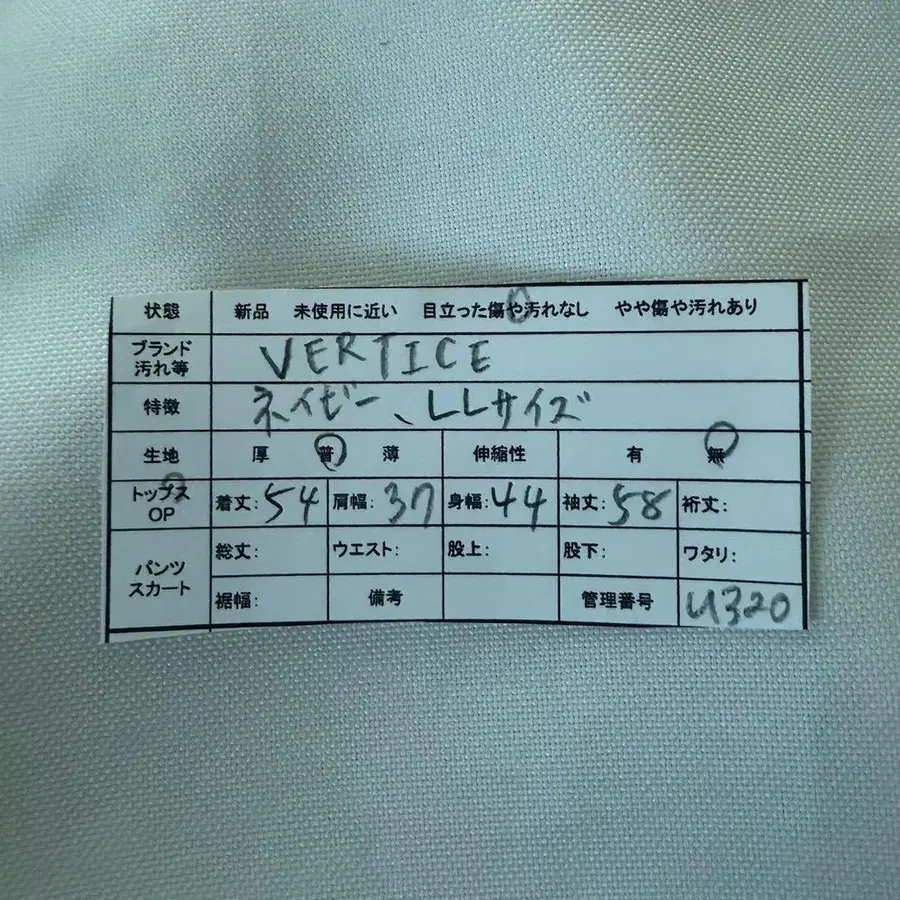 状態 新品 未使用に近い 目立った傷や汚れなし やや傷や汚れあり
ブランド
汚れ等 VERTICE
特徴 ネイビー、LLサイズ
生地 厚 普 薄 伸縮性 有 無
トップス
OP 着丈:54 肩幅:37 身幅:44 袖丈:58 裄丈:
パンツ
スカート 総丈: ウエスト: 股上: 股下: ワタリ:
裾幅: 備考 管理番号 U320